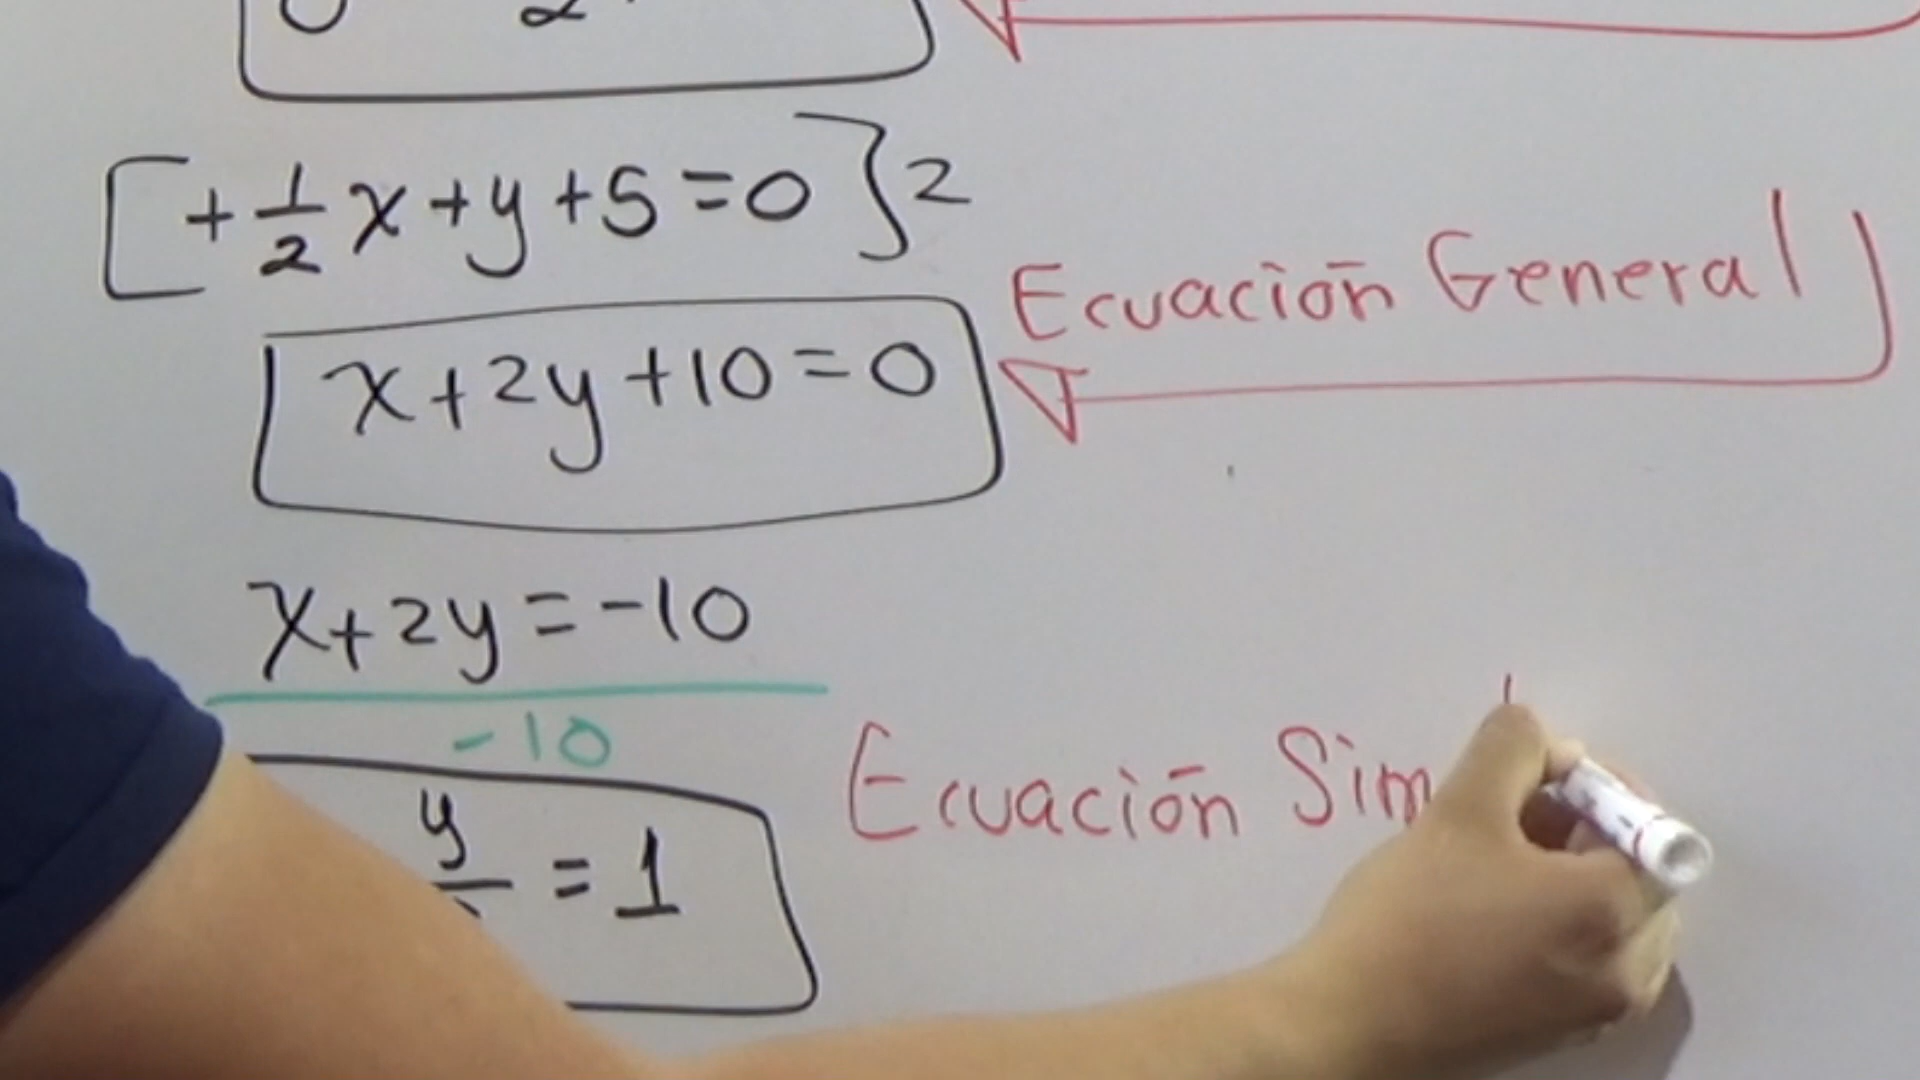 [+ 1/2 x + y + 5 = 0}2
Ecuación General
x + 2y + 10 = 0
x + 2y = -10
-10
Ecuación Sim
y = 1